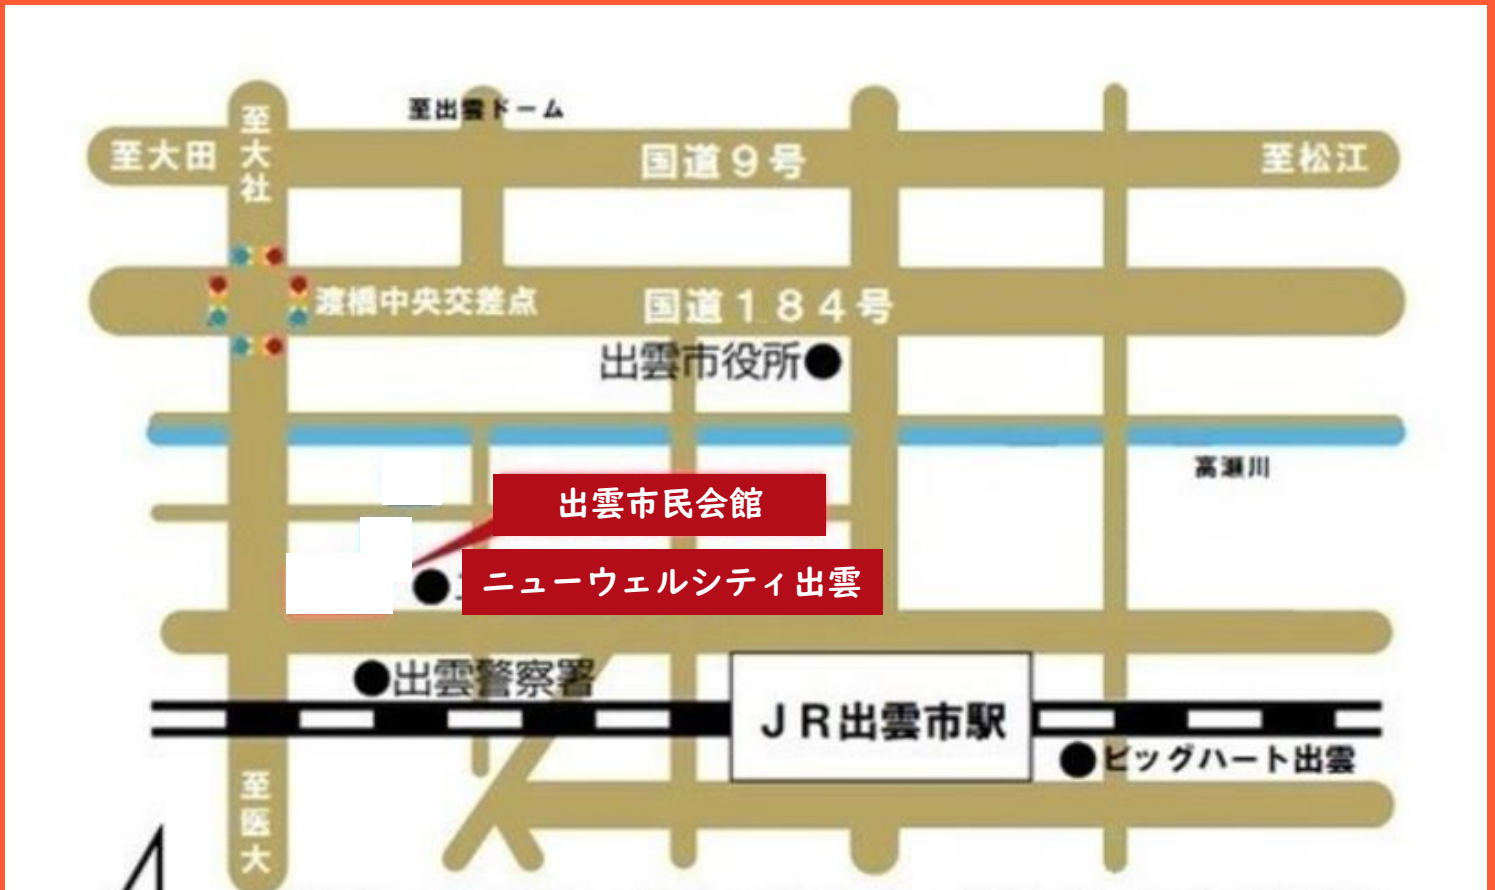 至出雲ドーム
至大社
至大田
国道9号
至松江
渡橋中央交差点
国道184号
出雲市役所
高瀬川
出雲市民会館
ニューウェルシティ出雲
出雲警察署
JR出雲市駅
ビッグハート出雲
至医大